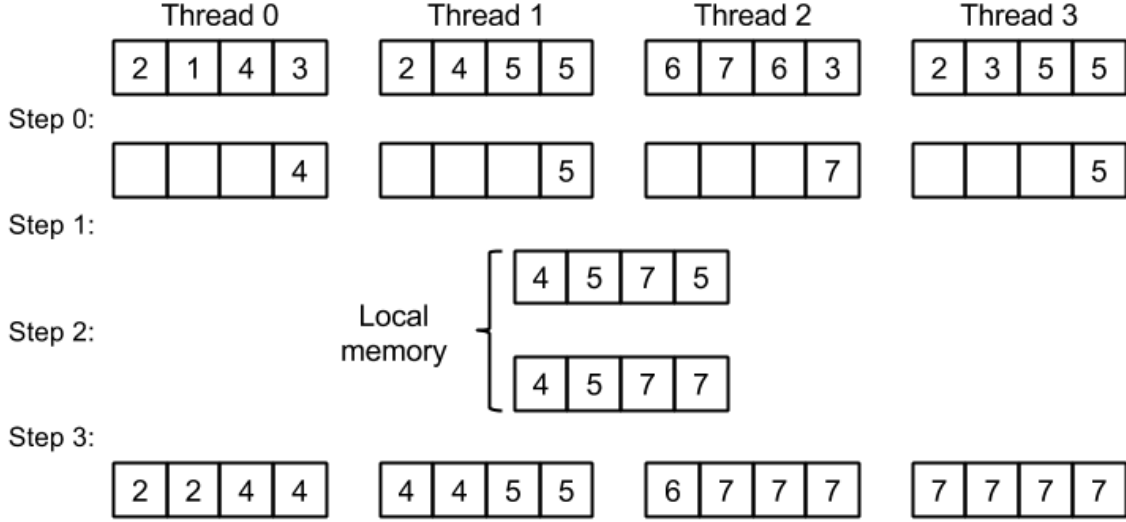 Thread 0 Thread 1 Thread 2 Thread 3
2 1 4 3 2 4 5 5 6 7 6 3 2 3 5 5
Step 0:
4 5 7 5
Step 1:
4 5 7 5
Step 2:
Local
memory
4 5 7 7
Step 3:
2 2 4 4 4 4 5 5 6 7 7 7 7 7 7 7